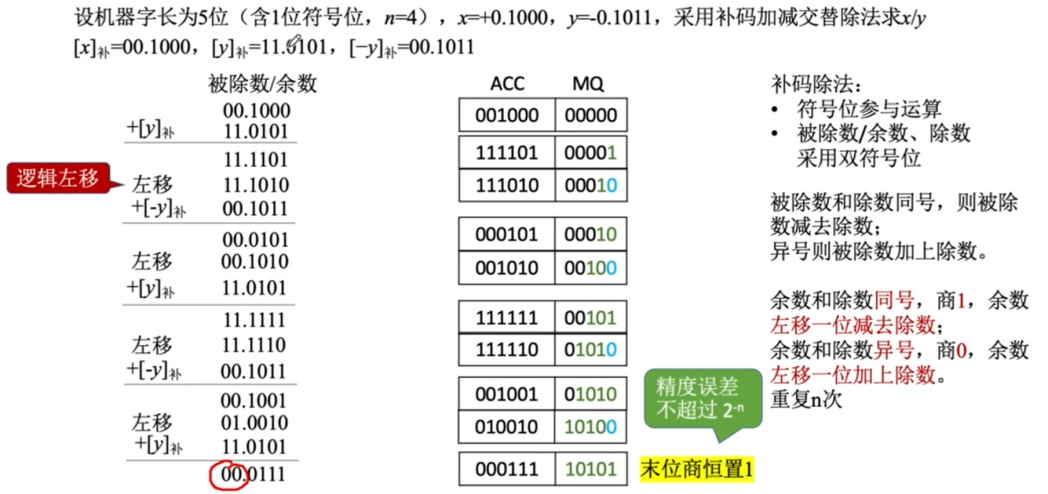 设机器字长为5位（含1位符号位，n=4），x=+0.1000，y=-0.1011，采用补码加减交替除法求x/y
[x]补=00.1000，[y]补=11.0101，[−y]补=00.1011
被除数/余数
00.1000
+[y]补 11.0101
11.1101
逻辑左移
左移 11.1010
+[-y]补 00.1011
00.0101
左移 00.1010
+[y]补 11.0101
11.1111
左移 11.1110
+[-y]补 00.1011
00.1001
左移 01.0010
+[y]补 11.0101
00.0111
ACC MQ
001000 00000
111101 00001
111010 00010
000101 00010
001010 00100
111111 00101
111110 01010
001001 01010
010010 10100
000111 10101
精度误差
不超过 2-n
末位商恒置1
补码除法：
• 符号位参与运算
• 被除数/余数、除数
采用双符号位
被除数和除数同号，则被除
数减去除数；
异号则被除数加上除数。
余数和除数同号，商1，余数
左移一位减去除数；
余数和除数异号，商0，余数
左移一位加上除数。
重复n次